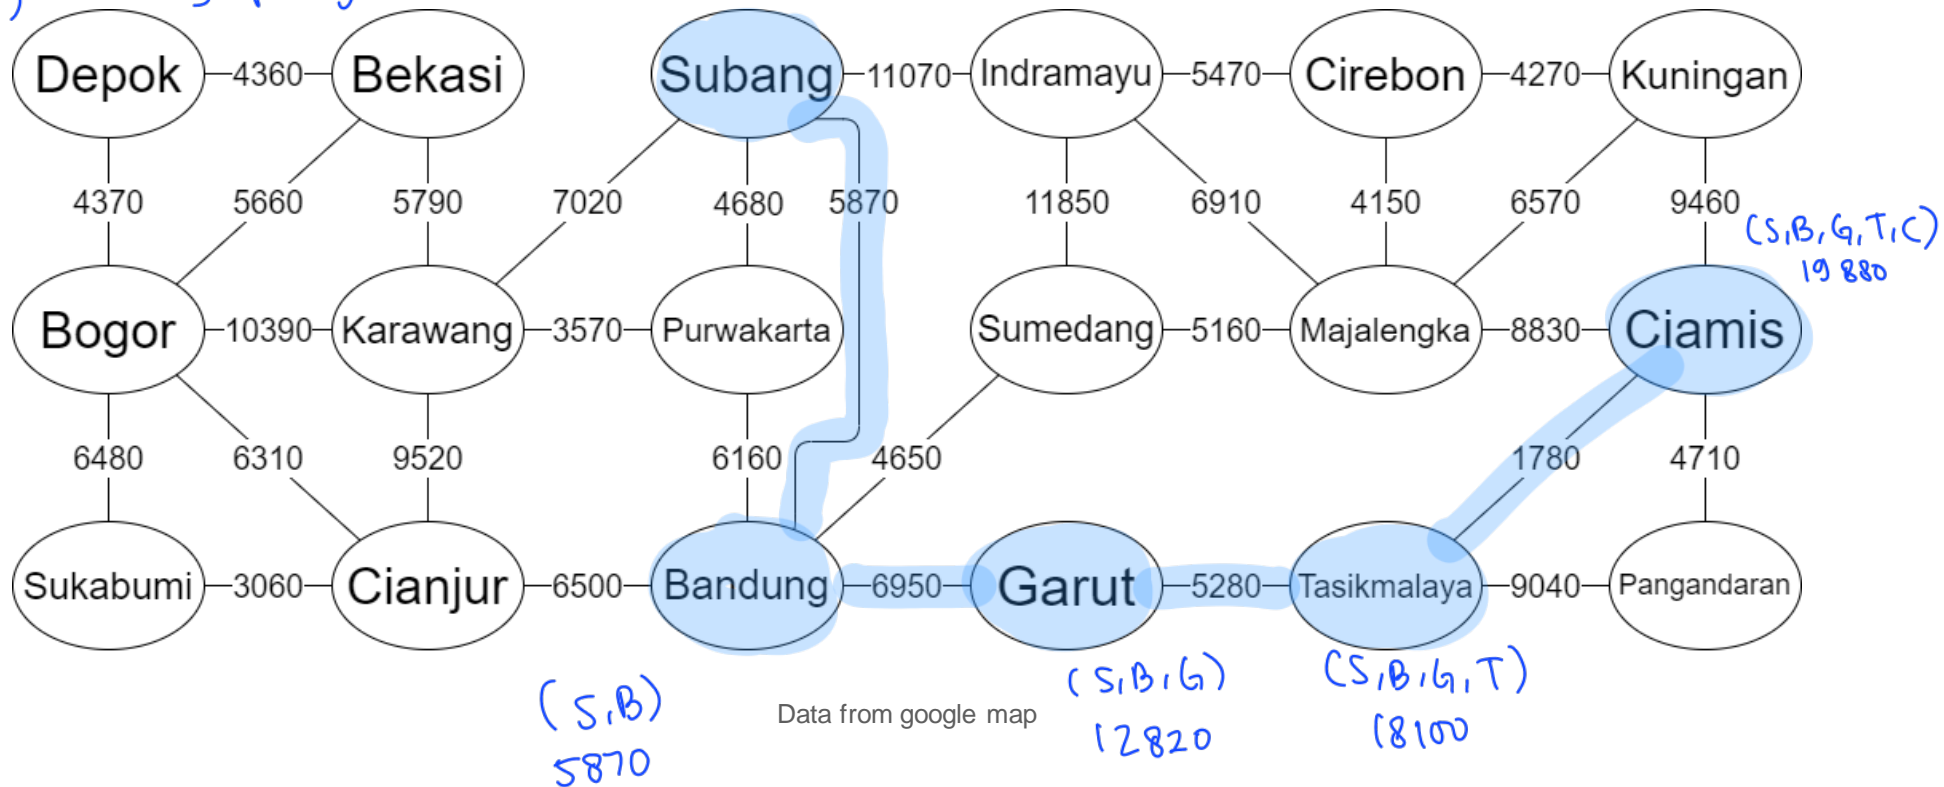 Depok 4360 Bekasi Subang 11070 Indramayu 5470 Cirebon 4270 Kuningan
4370 5660 5790 7020 4680 5870 11850 6910 4150 6570 9460
(S,B,G,T,C)
19880
Bogor 10390 Karawang 3570 Purwakarta Sumedang 5160 Majalengka 8830 Ciamis
6480 6310 9520 6160 4650 1780 4710
Sukabumi 3060 Cianjur 6500 Bandung 6950 Garut 5280 Tasikmalaya 9040 Pangandaran
(S,B) (S,B,G) (S,B,G,T)
Data from google map
5870 12820 18100